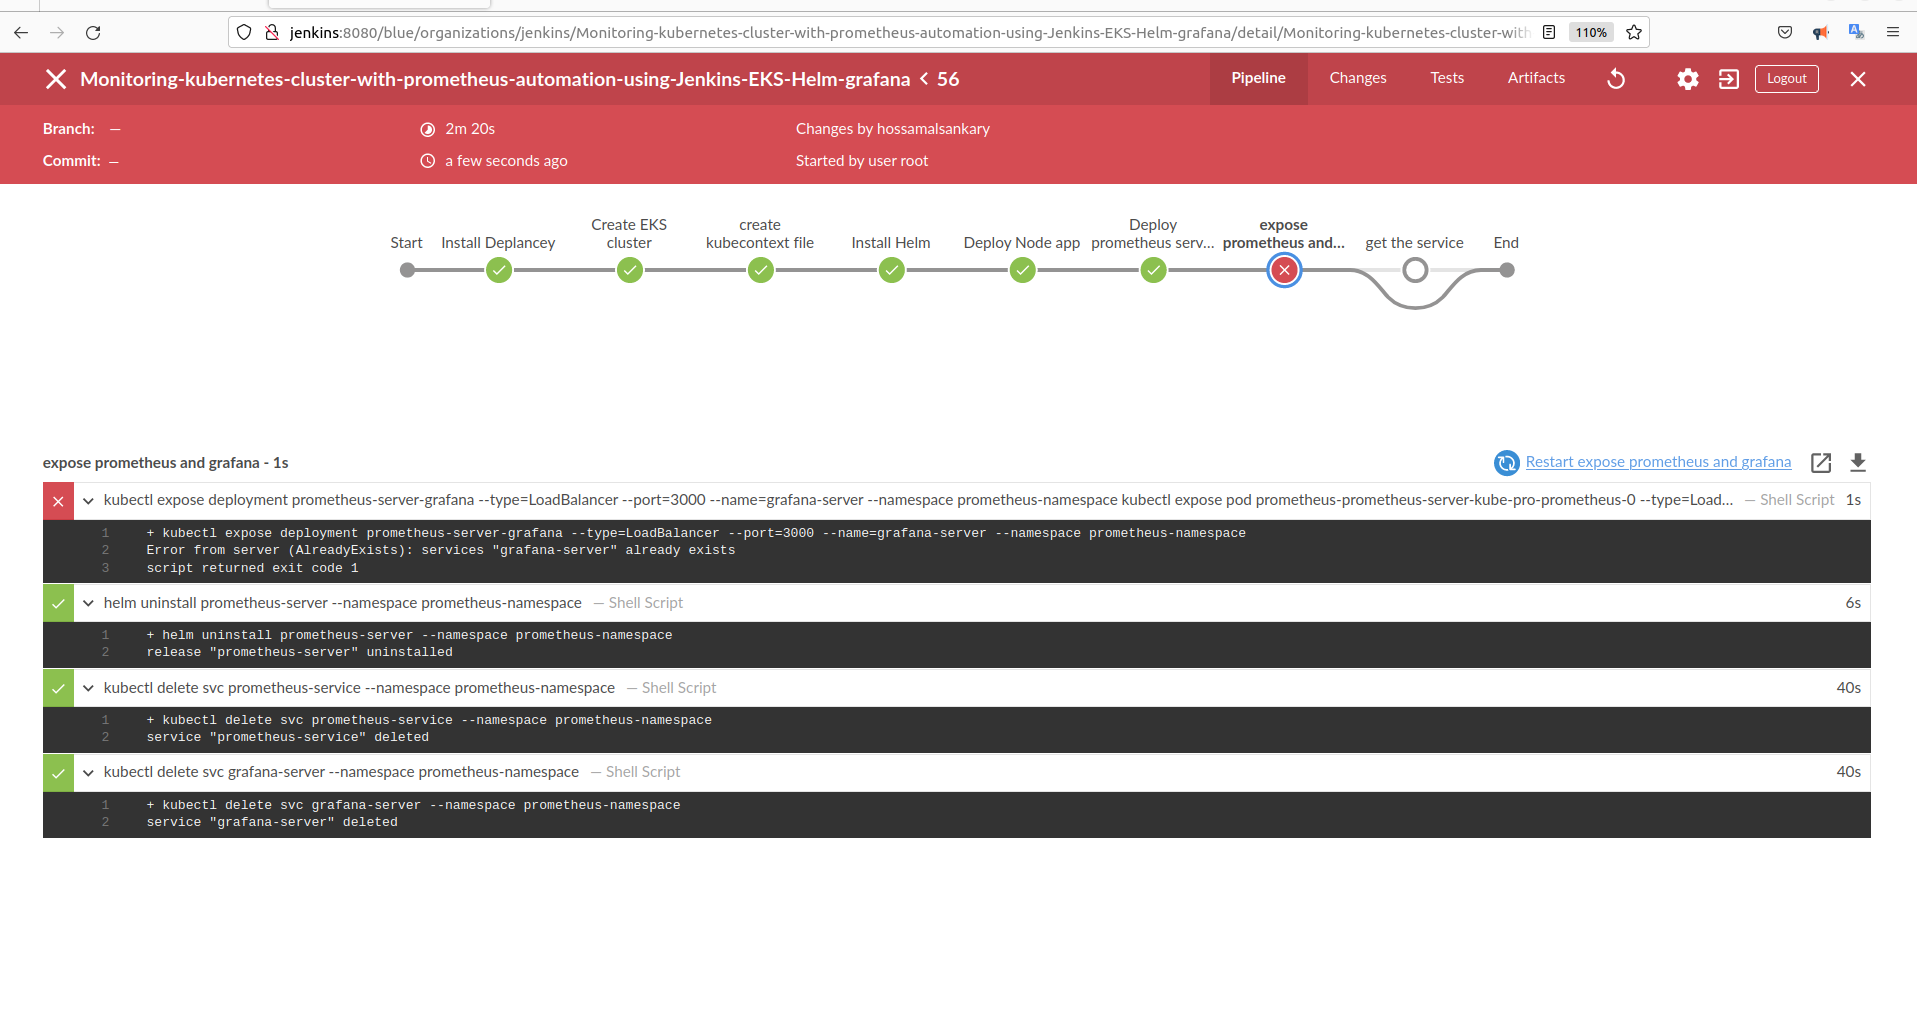 jenkins:8080/blue/organizations/jenkins/Monitoring-kubernetes-cluster-with-prometheus-automation-using-Jenkins-EKS-Helm-grafana/detail/Monitoring-kubernetes-cluster-with
110%
Monitoring-kubernetes-cluster-with-prometheus-automation-using-Jenkins-EKS-Helm-grafana < 56
Pipeline Changes Tests Artifacts Logout
Branch: — 2m 20s Changes by hossamalsankary
Commit: — a few seconds ago Started by user root
Start
Install Deplancey
Create EKS
cluster
create
kubecontext file
Install Helm
Deploy Node app
Deploy
prometheus serv...
expose
prometheus and...
get the service
End
expose prometheus and grafana - 1s
Restart expose prometheus and grafana
kubectl expose deployment prometheus-server-grafana --type=LoadBalancer --port=3000 --name=grafana-server --namespace prometheus-namespace kubectl expose pod prometheus-prometheus-server-kube-pro-prometheus-0 --type=Load... — Shell Script 1s
1 + kubectl expose deployment prometheus-server-grafana --type=LoadBalancer --port=3000 --name=grafana-server --namespace prometheus-namespace
2 Error from server (AlreadyExists): services "grafana-server" already exists
3 script returned exit code 1
helm uninstall prometheus-server --namespace prometheus-namespace — Shell Script 6s
1 + helm uninstall prometheus-server --namespace prometheus-namespace
2 release "prometheus-server" uninstalled
kubectl delete svc prometheus-service --namespace prometheus-namespace — Shell Script 40s
1 + kubectl delete svc prometheus-service --namespace prometheus-namespace
2 service "prometheus-service" deleted
kubectl delete svc grafana-server --namespace prometheus-namespace — Shell Script 40s
1 + kubectl delete svc grafana-server --namespace prometheus-namespace
2 service "grafana-server" deleted